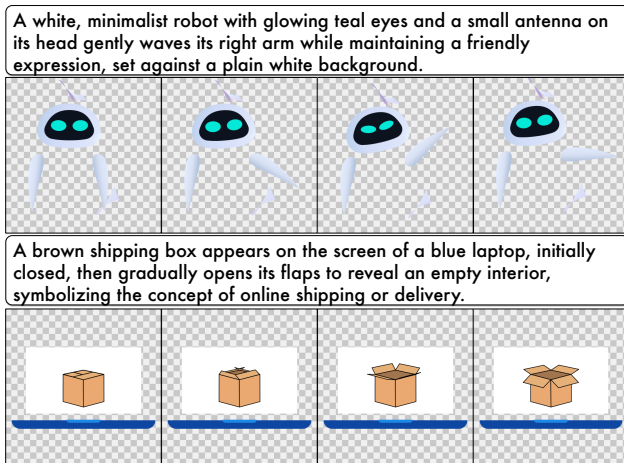 A white, minimalist robot with glowing teal eyes and a small antenna on
its head gently waves its right arm while maintaining a friendly
expression, set against a plain white background.
A brown shipping box appears on the screen of a blue laptop, initially
closed, then gradually opens its flaps to reveal an empty interior,
symbolizing the concept of online shipping or delivery.